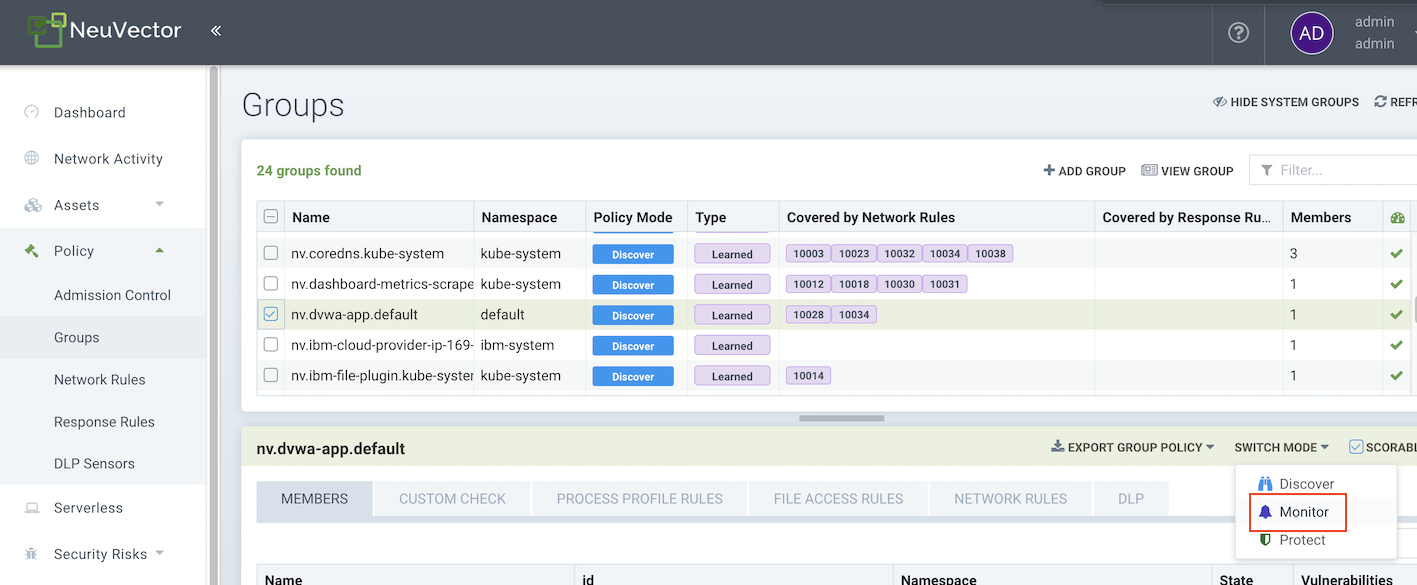 NeuVector «
? AD admin
admin
Dashboard
Network Activity
Assets
Policy
Admission Control
Groups
Network Rules
Response Rules
DLP Sensors
Serverless
Security Risks
Groups
HIDE SYSTEM GROUPS REFR
24 groups found
ADD GROUP VIEW GROUP Filter...
Name Namespace Policy Mode Type Covered by Network Rules Covered by Response Ru... Members
nv.coredns.kube-system kube-system Discover Learned 10003 10023 10032 10034 10038 3
nv.dashboard-metrics-scrape kube-system Discover Learned 10012 10018 10030 10031 1
nv.dvwa-app.default default Discover Learned 10028 10034 1
nv.ibm-cloud-provider-ip-169- ibm-system Discover Learned 1
nv.ibm-file-plugin.kube-system kube-system Discover Learned 10014 1
nv.dvwa-app.default
EXPORT GROUP POLICY SWITCH MODE SCORABL
Discover
Monitor
Protect
MEMBERS CUSTOM CHECK PROCESS PROFILE RULES FILE ACCESS RULES NETWORK RULES DLP
Name id Namespace State Vulnerabilities